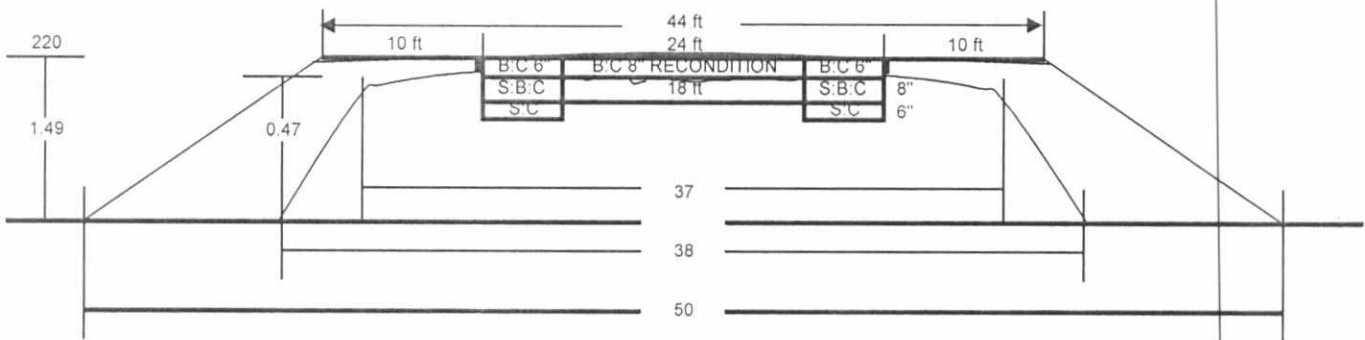 44 ft
220 10 ft 24 ft 10 ft
B:C 6" B:C 8" RECONDITION B:C 6"
S:B:C 18 ft S:B:C 8"
S:C S:C 6"
1.49 0.47
37
38
50